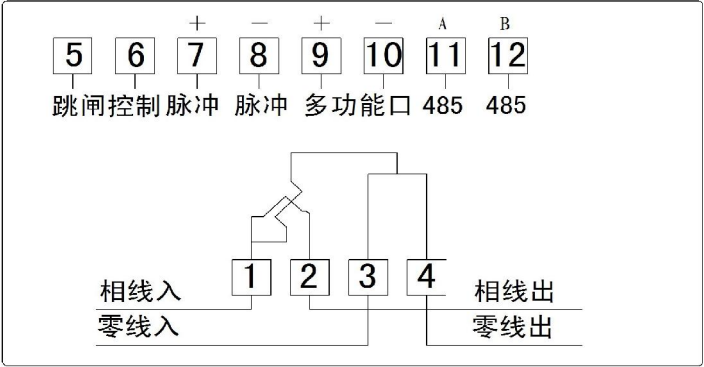 + − + − A B
5 6 7 8 9 10 11 12
跳闸控制 脉冲 脉冲 多功能口 485 485
1 2 3 4
相线入 相线出
零线入 零线出